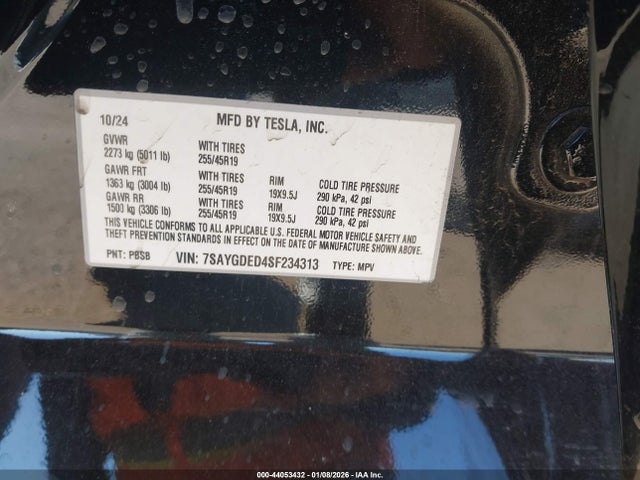 10/24 MFD BY TESLA, INC.
GVWR
2273 kg (5011 lb) WITH TIRES 255/45R19
GAWR FRT
1363 kg (3004 lb) WITH TIRES 255/45R19 RIM 19X9.5J COLD TIRE PRESSURE 290 kPa, 42 psi
GAWR RR
1500 kg (3306 lb) WITH TIRES 255/45R19 RIM 19X9.5J COLD TIRE PRESSURE 290 kPa, 42 psi
THIS VEHICLE CONFORMS TO ALL APPLICABLE U.S. FEDERAL MOTOR VEHICLE SAFETY AND
THEFT PREVENTION STANDARDS IN EFFECT ON THE DATE OF MANUFACTURE SHOWN ABOVE.
PNT: PBSB VIN: 7SAYGDED4SF234313 TYPE: MPV
000-44053432 - 01/08/2026 - IAA Inc.